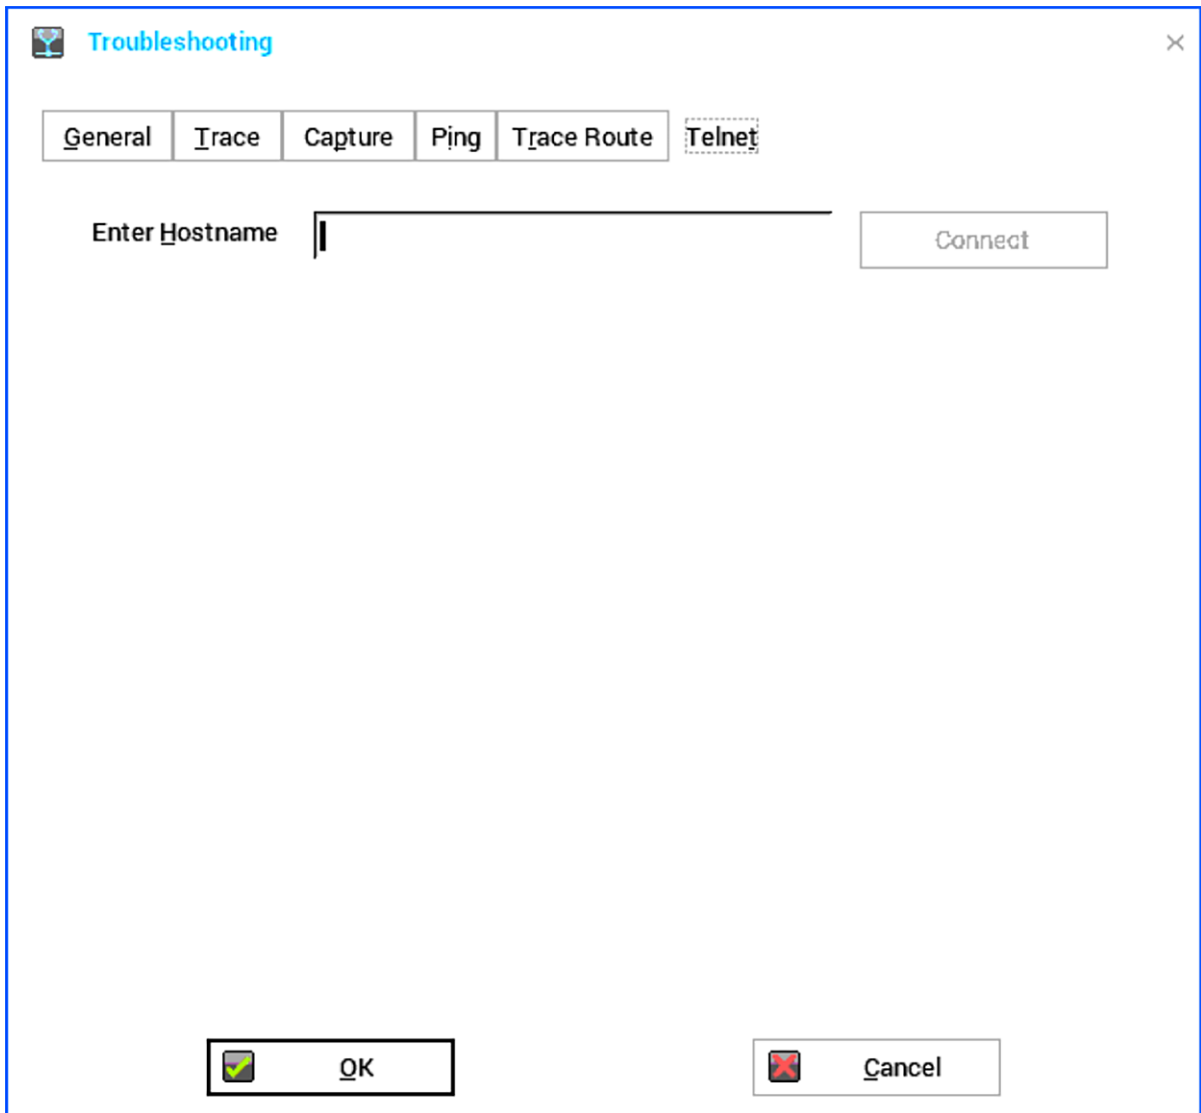 Troubleshooting
General Trace Capture Ping Trace Route Telnet
Enter Hostname Connect
OK Cancel